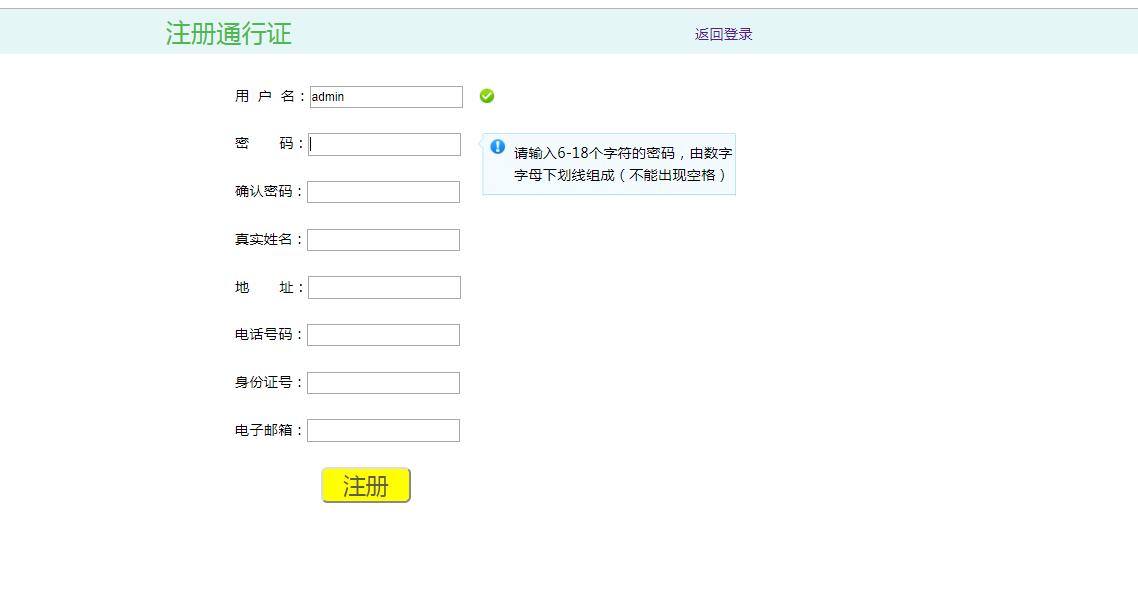 注册通行证 返回登录
用 户 名：admin
密 码：
请输入6-18个字符的密码，由数字
字母下划线组成（不能出现空格）
确认密码：
真实姓名：
地 址：
电话号码：
身份证号：
电子邮箱：
注册